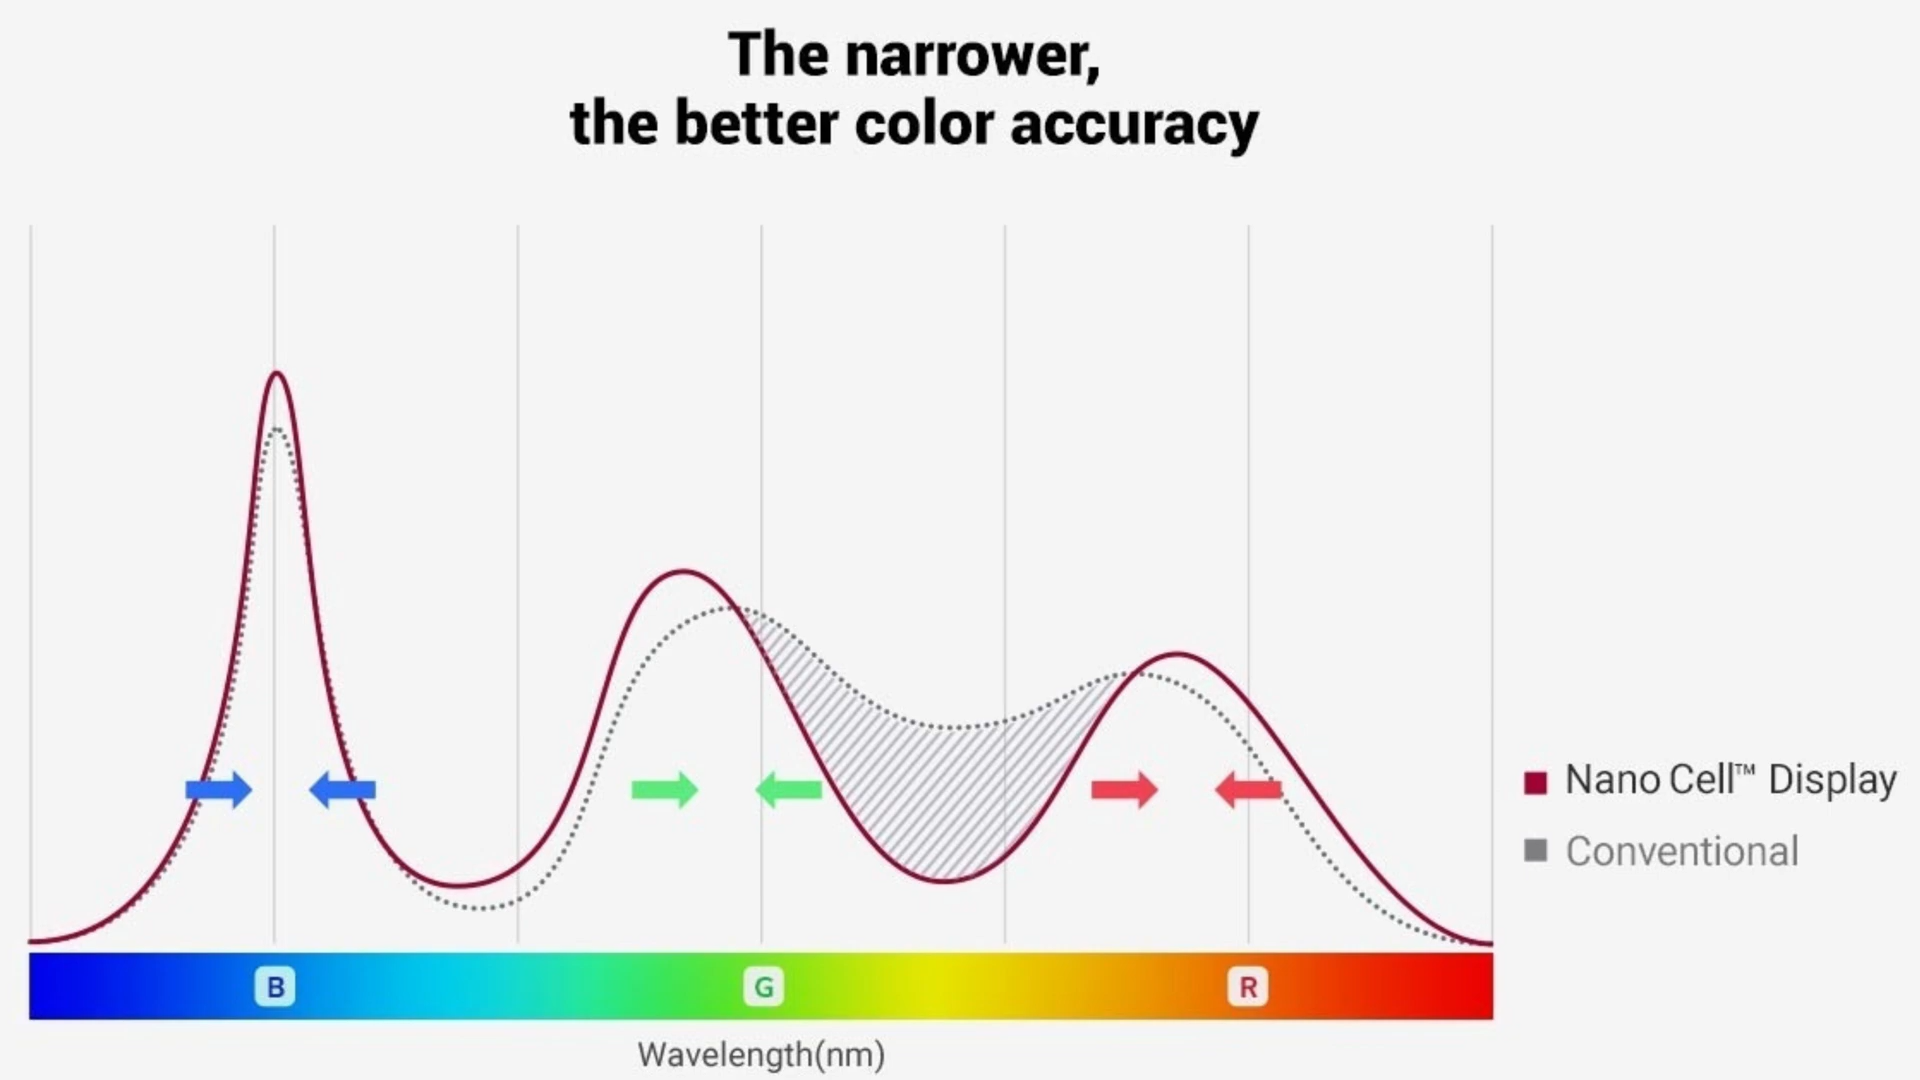 The narrower,
the better color accuracy
Nano Cell™ Display
Conventional
B
G
R
Wavelength(nm)